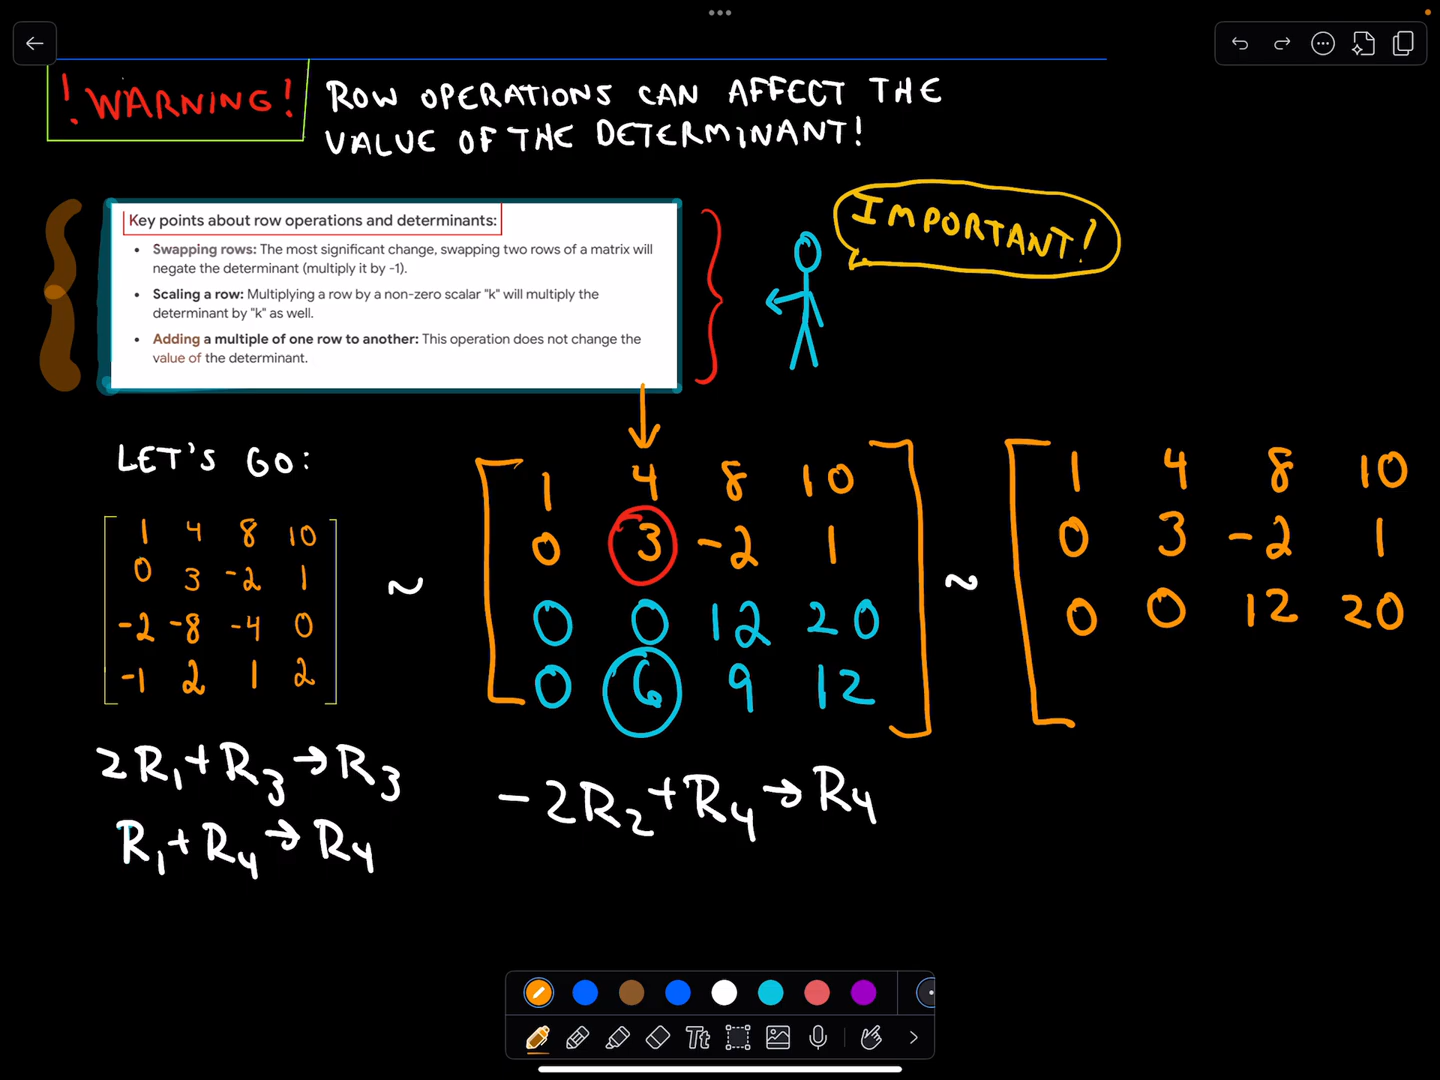 ! WARNING!
ROW OPERATIONS CAN AFFECT THE
VALUE OF THE DETERMINANT!
Key points about row operations and determinants:
• Swapping rows: The most significant change, swapping two rows of a matrix will
negate the determinant (multiply it by -1).
• Scaling a row: Multiplying a row by a non-zero scalar "k" will multiply the
determinant by "k" as well.
• Adding a multiple of one row to another: This operation does not change the
value of the determinant.
IMPORTANT!
LET'S GO:
1 4 8 10
0 3 -2 1
-2 -8 -4 0
-1 2 1 2
~
1 4 8 10
0 3 -2 1
0 0 12 20
0 6 9 12
~
1 4 8 10
0 3 -2 1
0 0 12 20
2R₁+R₃→R₃
R₁+R₄→R₄
-2R₂+R₄→R₄
Tt